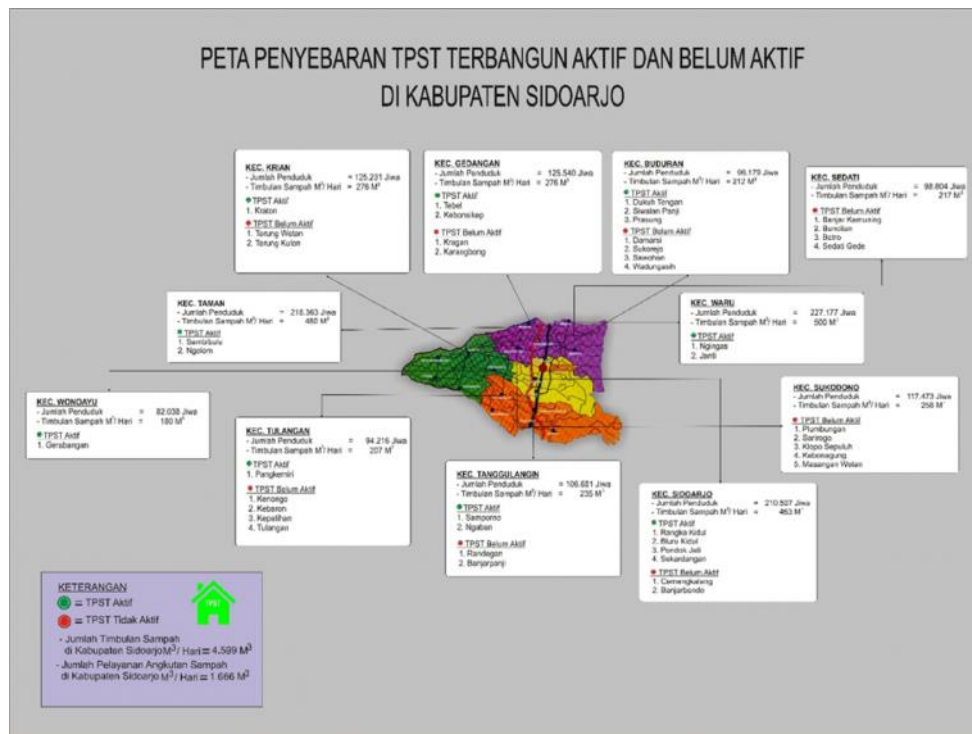 PETA PENYEBARAN TPST TERBANGUN AKTIF DAN BELUM AKTIF
DI KABUPATEN SIDOARJO
KEC. KRIAN
- Jumlah Penduduk = 125.231 Jiwa
- Timbulan Sampah M³/ Hari = 276 M³
TPST Aktif
1. Kraton
TPST Belum Aktif
1. Terung Wetan
2. Terung Kulon
KEC. GEDANGAN
- Jumlah Penduduk = 125.540 Jiwa
- Timbulan Sampah M³/ Hari = 276 M³
TPST Aktif
1. Tebel
2. Kebonsikep
TPST Belum Aktif
1. Kragan
2. Karangbong
KEC. BUDURAN
- Jumlah Penduduk = 96.179 Jiwa
- Timbulan Sampah M³/ Hari = 212 M³
TPST Aktif
1. Dukuh Tengah
2. Siwalan Panji
3. Prasung
TPST Belum Aktif
1. Damarsi
2. Sukorejo
3. Sawohan
4. Wadungasih
KEC. SEDATI
- Jumlah Penduduk = 98.604 Jiwa
- Timbulan Sampah M³/ Hari = 217 M³
TPST Belum Aktif
1. Banjar Kemuning
2. Buncitan
3. Betro
4. Sedati Gede
KEC. TAMAN
- Jumlah Penduduk = 218.363 Jiwa
- Timbulan Sampah M³/ Hari = 480 M³
TPST Aktif
1. Sambibulu
2. Ngelom
KEC. WARU
- Jumlah Penduduk = 227.177 Jiwa
- Timbulan Sampah M³/ Hari = 500 M³
TPST Aktif
1. Ngingas
2. Janti
KEC. WONOAYU
- Jumlah Penduduk = 82.038 Jiwa
- Timbulan Sampah M³/ Hari = 180 M³
TPST Aktif
1. Gerabangan
KEC. TULANGAN
- Jumlah Penduduk = 94.216 Jiwa
- Timbulan Sampah M³/ Hari = 207 M³
TPST Aktif
1. Pangkemiri
TPST Belum Aktif
1. Kenongo
2. Kebaron
3. Kepatihan
4. Tulangan
KEC. TANGGULANGIN
- Jumlah Penduduk = 106.681 Jiwa
- Timbulan Sampah M³/ Hari = 235 M³
TPST Aktif
2. Ngaban
TPST Belum Aktif
1. Randegan
2. Banjarpanji
KEC. SUKODONO
- Jumlah Penduduk = 117.473 Jiwa
- Timbulan Sampah M³/ Hari = 258 M³
TPST Belum Aktif
1. Plumbungan
2. Sarirogo
3. Klopo Sepuluh
4. Kebonagung
5. Masangan Wetan
KEC. SIDOARJO
- Jumlah Penduduk = 210.507 Jiwa
- Timbulan Sampah M³/ Hari = 463 M³
TPST Aktif
1. Rangka Kidul
2. Bluru Kidul
3. Pondok Jati
4. Sekardangan
TPST Belum Aktif
1. Cemengkalang
2. Banjarbendo
KETERANGAN
= TPST Aktif
= TPST Tidak Aktif
TPST
- Jumlah Timbulan Sampah
di Kabupaten Sidoarjo M³/ Hari = 4.599 M³
- Jumlah Pelayanan Angkutan Sampah
di Kabupaten Sidoarjo M³/ Hari = 1.666 M³